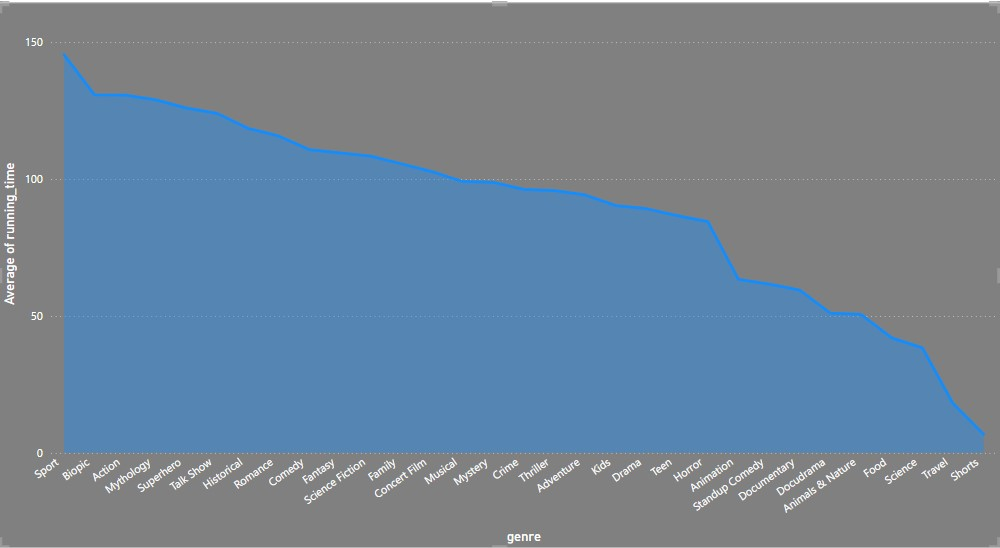 150
100
50
0
Average of running_time
Sport
Biopic
Action
Mythology
Superhero
Talk Show
Historical
Romance
Comedy
Fantasy
Science Fiction
Family
Concert Film
Musical
Mystery
Crime
Thriller
Adventure
Kids
Drama
Teen
Horror
Animation
Standup Comedy
Documentary
Docudrama
Animals & Nature
Food
Science
Travel
Shorts
genre